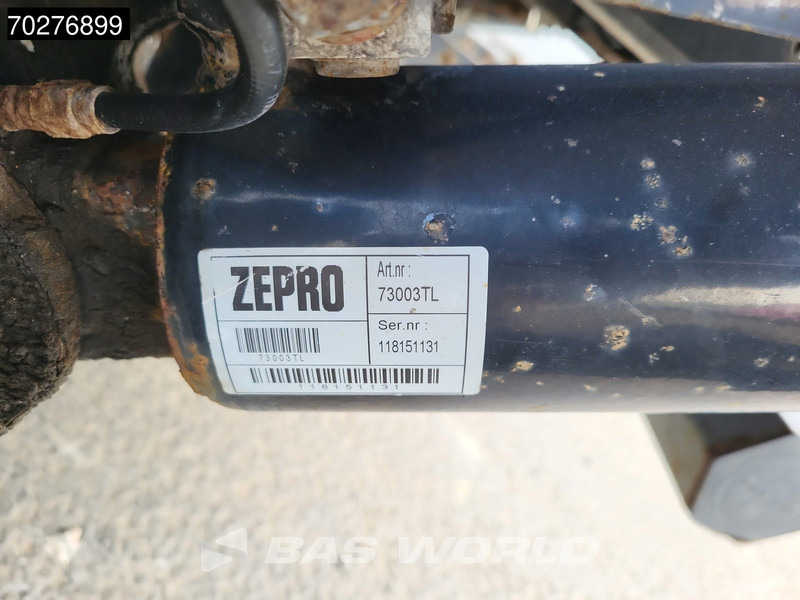 70276899
ZEPRO
Art.nr :
73003TL
Ser.nr :
118151131
73003TL
118151131
BAS WORLD